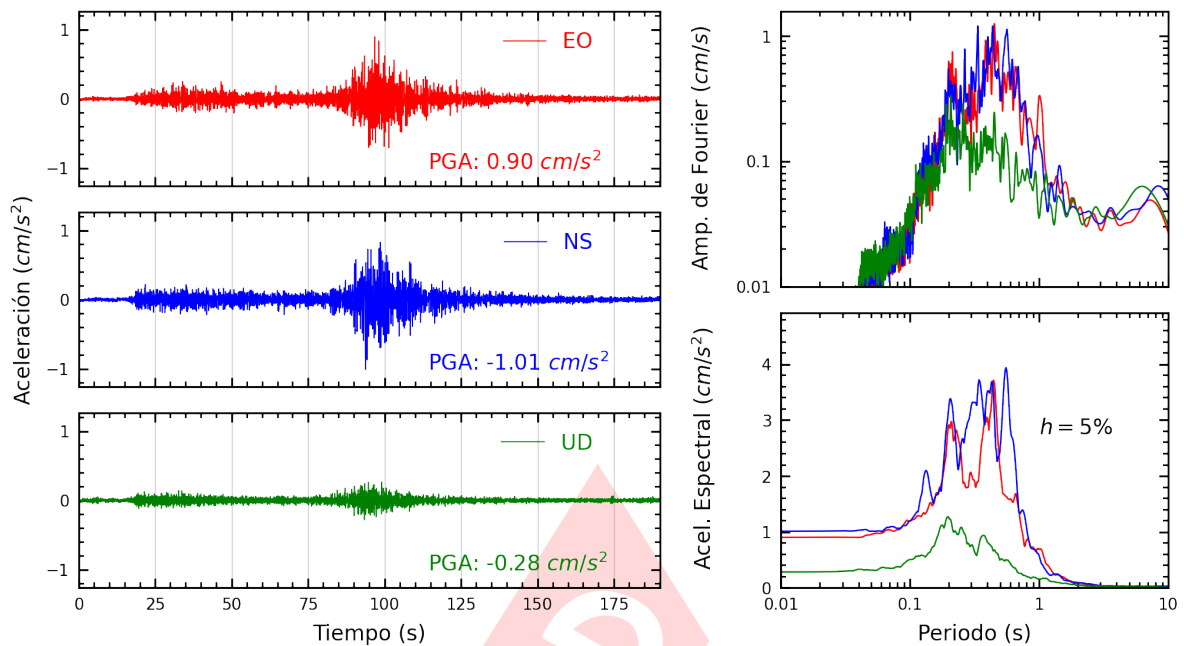 Aceleración (cm/s²)
1
0
−1
EO
PGA: 0.90 cm/s²
1
0
−1
NS
PGA: -1.01 cm/s²
1
0
−1
UD
PGA: -0.28 cm/s²
0 25 50 75 100 125 150 175
Tiempo (s)
Amp. de Fourier (cm/s)
1
0.1
0.01
Acel. Espectral (cm/s²)
4
3
2
1
0
h = 5%
0.01 0.1 1 10
Periodo (s)